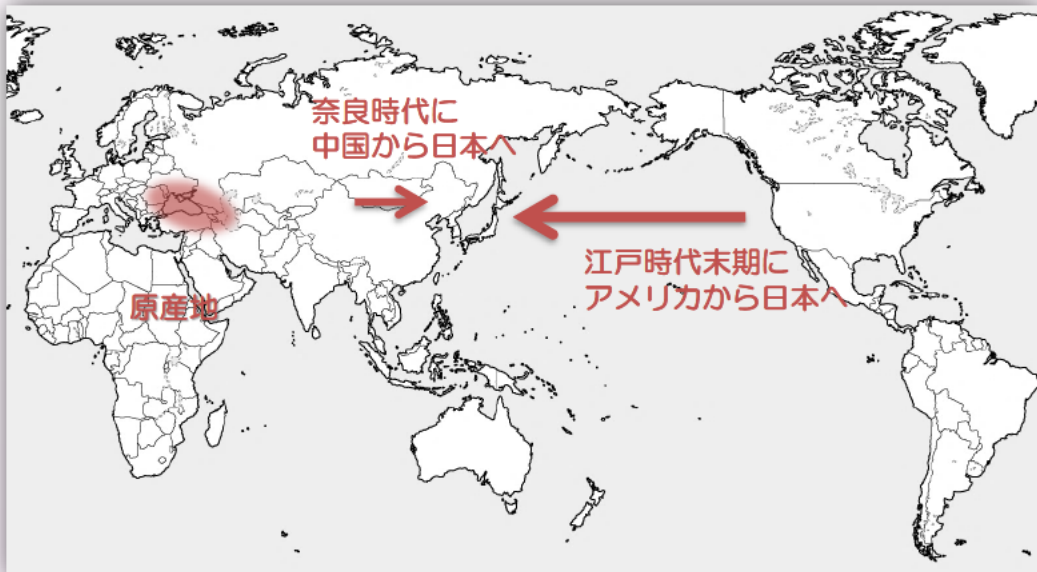 奈良時代に
中国から日本へ
江戸時代末期に
アメリカから日本へ
原産地